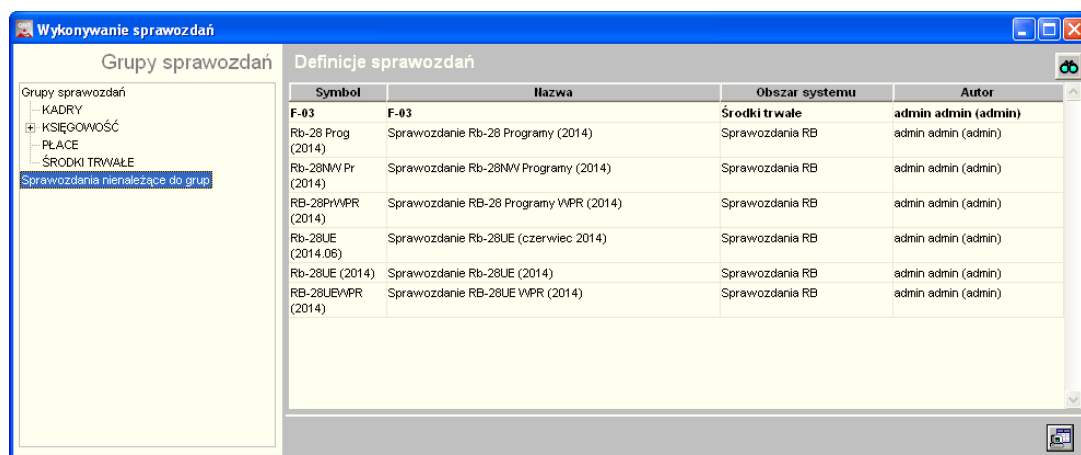 Wykonywanie sprawozdań
Grupy sprawozdań
Definicje sprawozdań
Grupy sprawozdań
KADRY
KSIĘGOWOŚĆ
PŁACE
ŚRODKI TRWAŁE
Sprawozdania nienależące do grup
Symbol Nazwa Obszar systemu Autor
F-03 F-03 Środki trwałe admin admin (admin)
Rb-28 Prog Sprawozdanie Rb-28 Programy (2014) Sprawozdania RB admin admin (admin)
(2014)
Rb-28NW Pr Sprawozdanie Rb-28NW Programy (2014) Sprawozdania RB admin admin (admin)
(2014)
RB-28PrWPR Sprawozdanie RB-28 Programy WPR (2014) Sprawozdania RB admin admin (admin)
(2014)
Rb-28UE Sprawozdanie Rb-28UE (czerwiec 2014) Sprawozdania RB admin admin (admin)
(2014.06)
Rb-28UE (2014) Sprawozdanie Rb-28UE (2014) Sprawozdania RB admin admin (admin)
RB-28UEWPR Sprawozdanie RB-28UE WPR (2014) Sprawozdania RB admin admin (admin)
(2014)